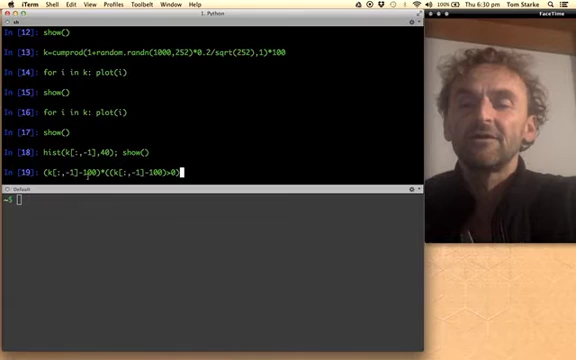 iTerm Shell Edit View Profiles Toolbelt Window Help
100% Thu 6:30 pm Tom Starke
1. Python
FaceTime
In [12]: show()
In [13]: k=cumprod(1+random.randn(1000,252)*0.2/sqrt(252),1)*100
In [14]: for i in k: plot(i)
In [15]: show()
In [16]: for i in k: plot(i)
In [17]: show()
In [18]: hist(k[:,-1],40); show()
In [19]: (k[:,-1]-100)*((k[:,-1]-100)>0)
Default
~$